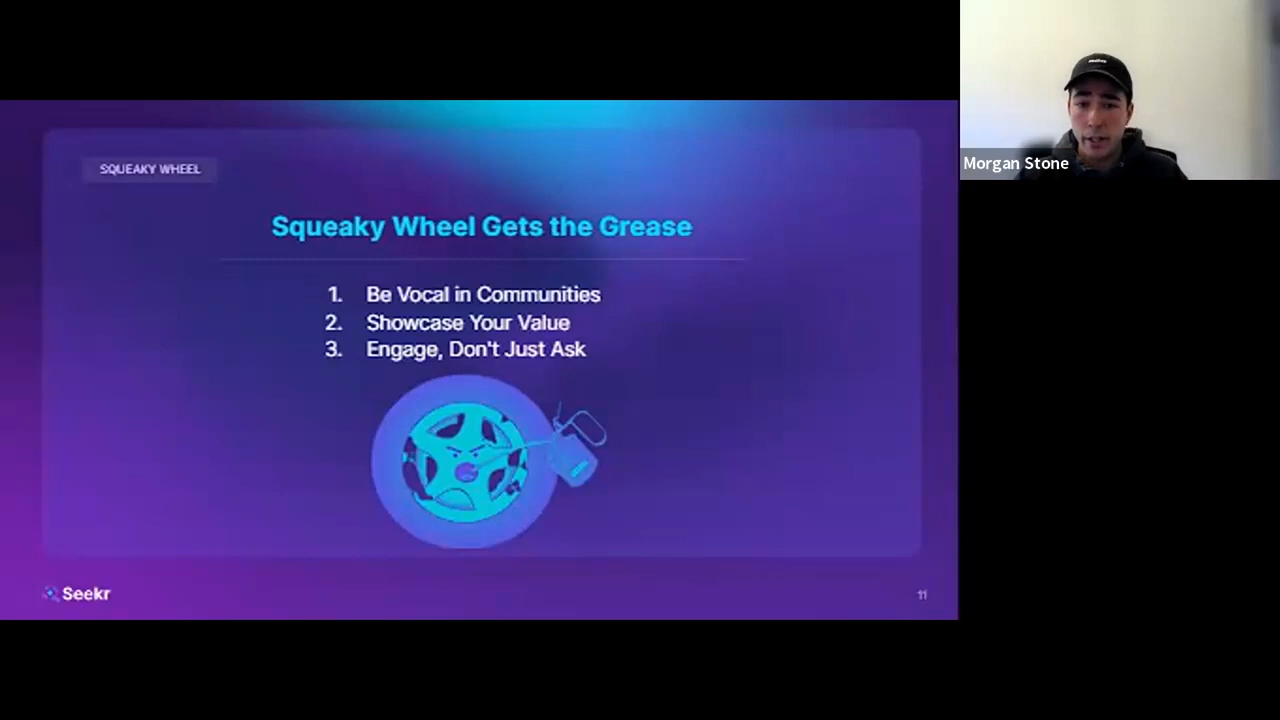 SQUEAKY WHEEL
Squeaky Wheel Gets the Grease
1. Be Vocal in Communities
2. Showcase Your Value
3. Engage, Don't Just Ask
Seekr
11
Morgan Stone